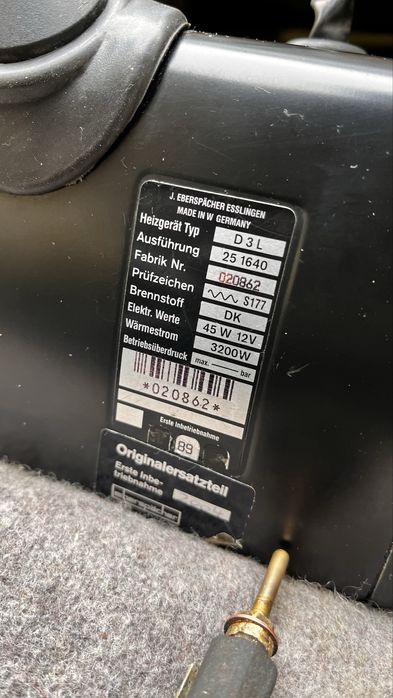 J. EBERSPÄCHER ESSLINGEN
MADE IN W GERMANY
Heizgerät Typ D 3 L
Ausführung 25 1640
Fabrik Nr. 020862
Prüfzeichen S177
Brennstoff DK
Elektr. Werte 45 W 12V
Wärmestrom 3200W
Betriebsüberdruck max. bar
*020862*
Erste Inbetriebnahme
89
Originalersatzteil
Erste Inbe-
triebnahme